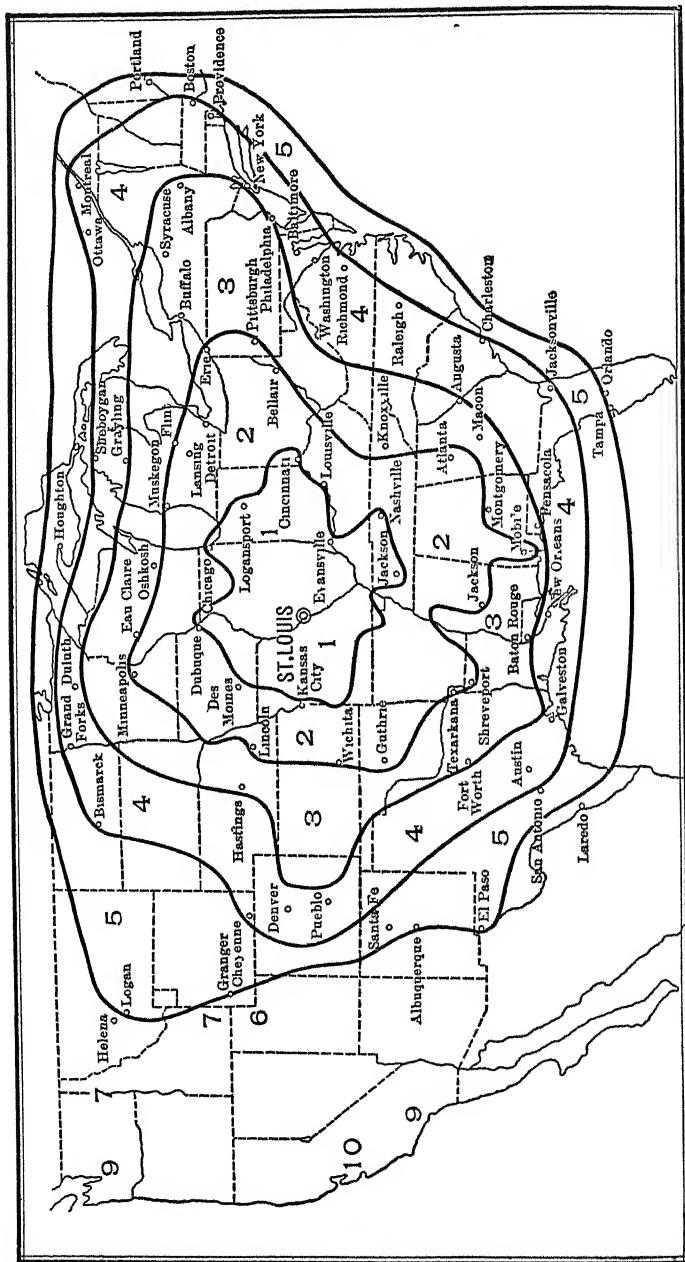 Portland
Boston
Providence
Montreal
Ottawa
4
Syracuse
Albany
New York
5
Buffalo
3
Pittsburgh
Philadelphia
Baltimore
Washington
Richmond
4
Raleigh
Charleston
Houghton
Sheboygan
Grayling
Muskegon
Flint
Lansing
Detroit
Erie
Bellair
2
Cincinnati
Louisville
Knoxville
Augusta
Macon
Atlanta
Jacksonville
5
Orlando
Tampa
Eau Claire
Oshkosh
Chicago
Logansport
1
Evansville
Nashville
Jackson
2
Montgomery
Mobile
Pensacola
4
New Orleans
Jackson
3
Baton Rouge
Grand
Forks
Duluth
Minneapolis
Dubuque
Des
Moines
ST. LOUIS
1
Kansas
City
Lincoln
2
Wichita
Guthrie
Texarkana
Shreveport
Galveston
Bismarck
4
Hastings
3
4
Fort
Worth
Austin
5
San Antonio
Laredo
5
Denver
Pueblo
Santa Fe
El Paso
Albuquerque
Granger
Cheyenne
Logan
Helena
7
6
7
9
10
9